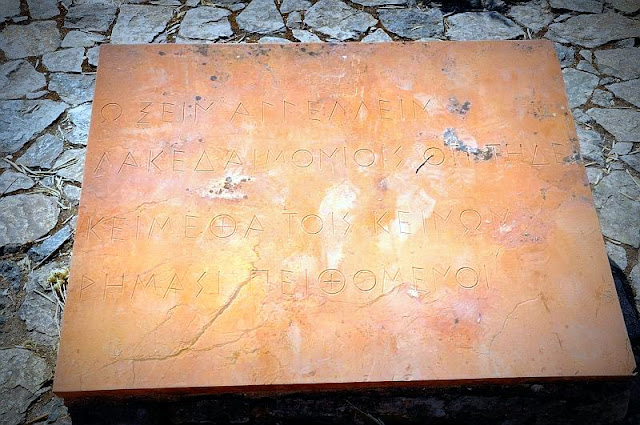 Ω ΞΕΙΝ ΑΓΓΕΛΛΕΙΝ
ΛΑΚΕΔΑΙΜΟΝΙΟΙΣ ΟΤΙ ΤΗΔΕ
ΚΕΙΜΕΘΑ ΤΟΙΣ ΚΕΙΝΩΝ
ΡΗΜΑΣΙ ΠΕΙΘΟΜΕΝΟΙ